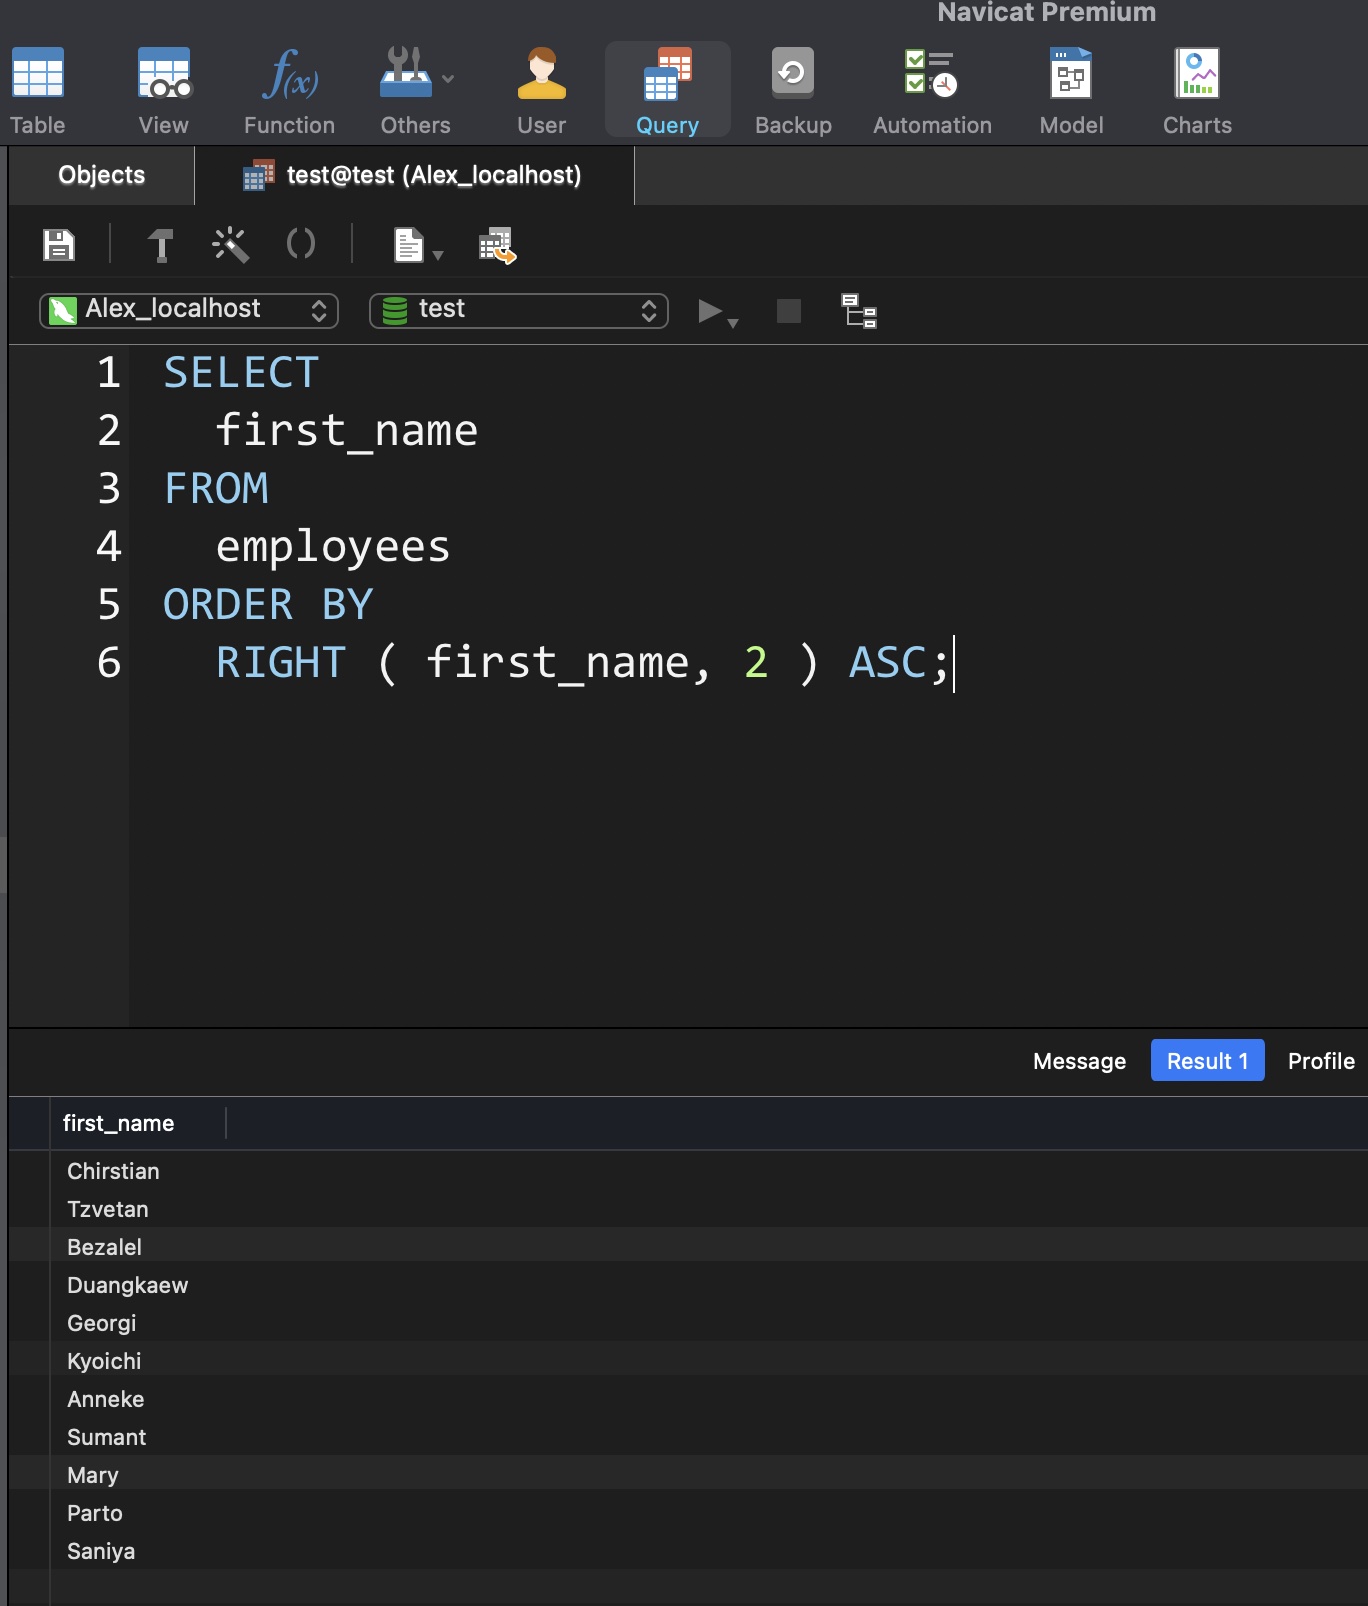 Navicat Premium
Table View Function Others User Query Backup Automation Model Charts
Objects test@test (Alex_localhost)
Alex_localhost test
1 SELECT
2 first_name
3 FROM
4 employees
5 ORDER BY
6 RIGHT ( first_name, 2 ) ASC;
Message Result 1 Profile
first_name
Chirstian
Tzvetan
Bezalel
Duangkaew
Georgi
Kyoichi
Anneke
Sumant
Mary
Parto
Saniya